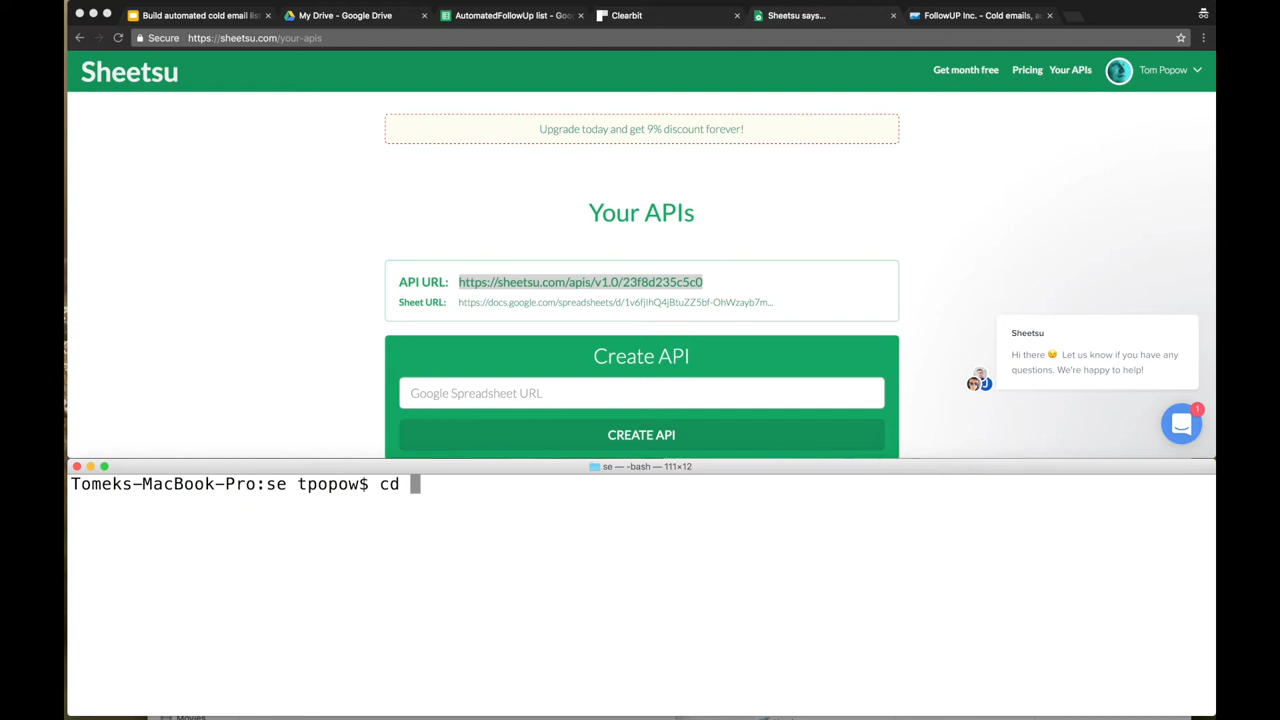 Build automated cold email list
My Drive - Google Drive
AutomatedFollowUp list - Goo
Clearbit
Sheetsu says...
FollowUP Inc. - Cold emails, a
Secure https://sheetsu.com/your-apis
Sheetsu
Get month free Pricing Your APIs Tom Popow
Upgrade today and get 9% discount forever!
Your APIs
API URL: https://sheetsu.com/apis/v1.0/23f8d235c5c0
Sheet URL: https://docs.google.com/spreadsheets/d/1v6fjIhQ4jBtuZZ5bf-OhWzayb7m...
Create API
Google Spreadsheet URL
CREATE API
Sheetsu
Hi there 😉 Let us know if you have any
questions. We're happy to help!
1
se — -bash — 111×12
Tomeks-MacBook-Pro:se tpopow$ cd
Movies